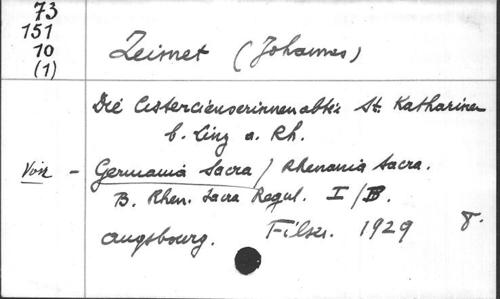 73
151
10
(1)
Zeimet (Johannes)
Die Cistercienserinnenabtei St. Katharinen
b. Linz a. Rh.
Voir - Germania Sacra / Rhenania Sacra.
B. Rhen. Sacra Regul. I/III.
Augsbourg. Filser. 1929 8.